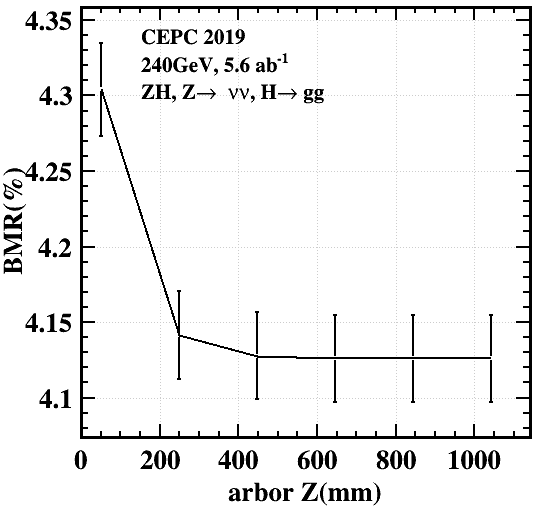 4.35
4.3
4.25
4.2
4.15
4.1
BMR(%)
CEPC 2019
240GeV, 5.6 ab⁻¹
ZH, Z→ νν, H→ gg
0 200 400 600 800 1000
arbor Z(mm)